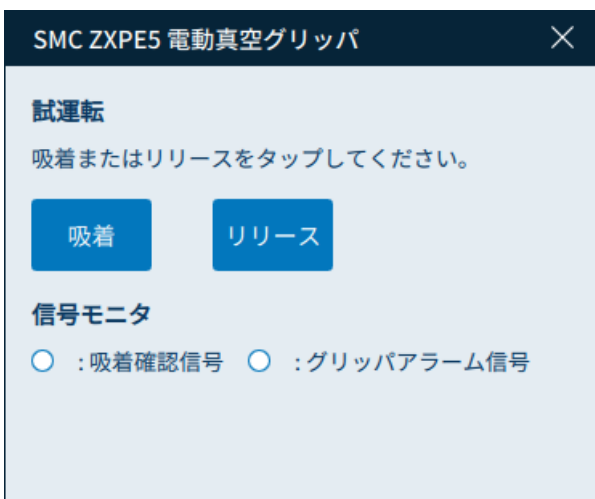 SMC ZXPE5 電動真空グリッパ
試運転
吸着またはリリースをタップしてください。
吸着 リリース
信号モニタ
:吸着確認信号 :グリッパアラーム信号